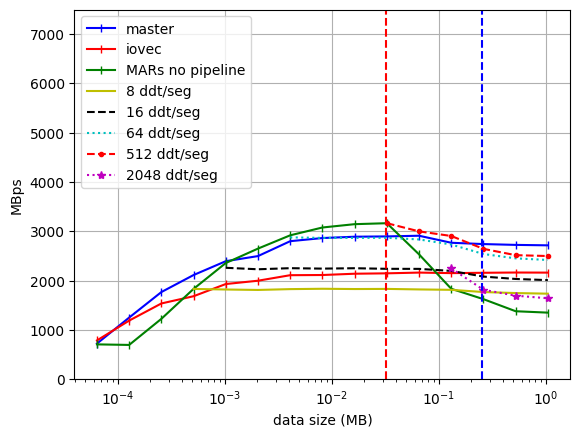 master
iovec
MARs no pipeline
8 ddt/seg
16 ddt/seg
64 ddt/seg
512 ddt/seg
2048 ddt/seg
7000
6000
5000
4000
3000
2000
1000
0
MBps
10⁻⁴
10⁻³
10⁻²
10⁻¹
10⁰
data size (MB)